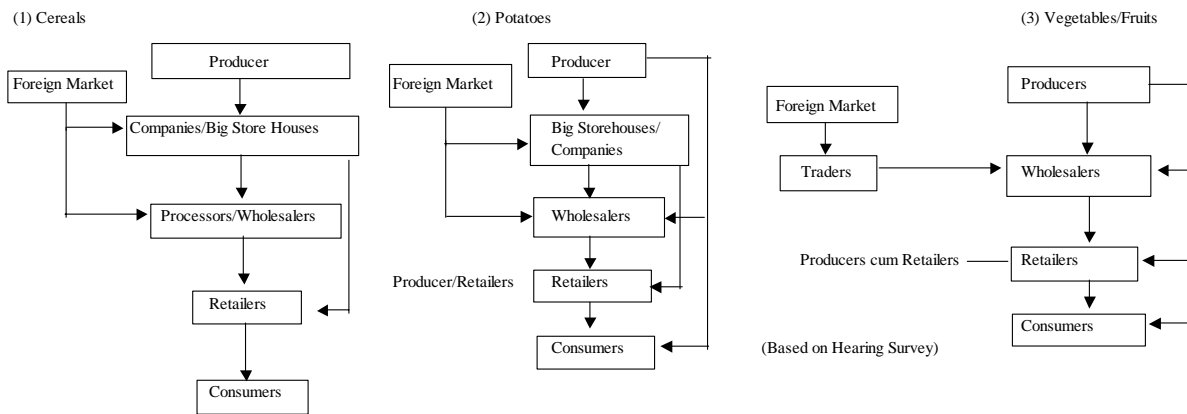 (1) Cereals
Producer
Foreign Market
Companies/Big Store Houses
Processors/Wholesalers
Retailers
Consumers
(2) Potatoes
Producer
Foreign Market
Big Storehouses/
Companies
Wholesalers
Producer/Retailers
Retailers
Consumers
(3) Vegetables/Fruits
Producers
Foreign Market
Traders
Wholesalers
Producers cum Retailers
Retailers
Consumers
(Based on Hearing Survey)